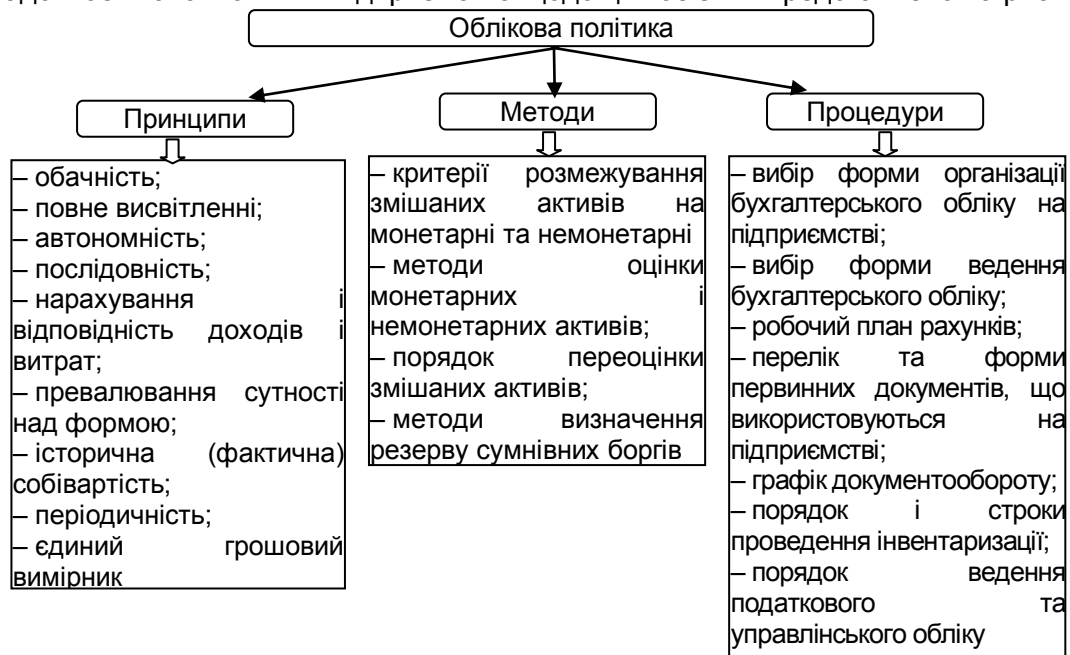 Облікова політика
Принципи
Методи
Процедури
– обачність;
– повне висвітленні;
– автономність;
– послідовність;
– нарахування і
відповідність доходів і
витрат;
– превалювання сутності
над формою;
– історична (фактична)
собівартість;
– періодичність;
– єдиний грошовий
вимірник
– критерії розмежування
змішаних активів на
монетарні та немонетарні
– методи оцінки
монетарних і
немонетарних активів;
– порядок переоцінки
змішаних активів;
– методи визначення
резерву сумнівних боргів
– вибір форми організації
бухгалтерського обліку на
підприємстві;
– вибір форми ведення
бухгалтерського обліку;
– робочий план рахунків;
– перелік та форми
первинних документів, що
використовуються на
підприємстві;
– графік документообороту;
– порядок і строки
проведення інвентаризації;
– порядок ведення
податкового та
управлінського обліку